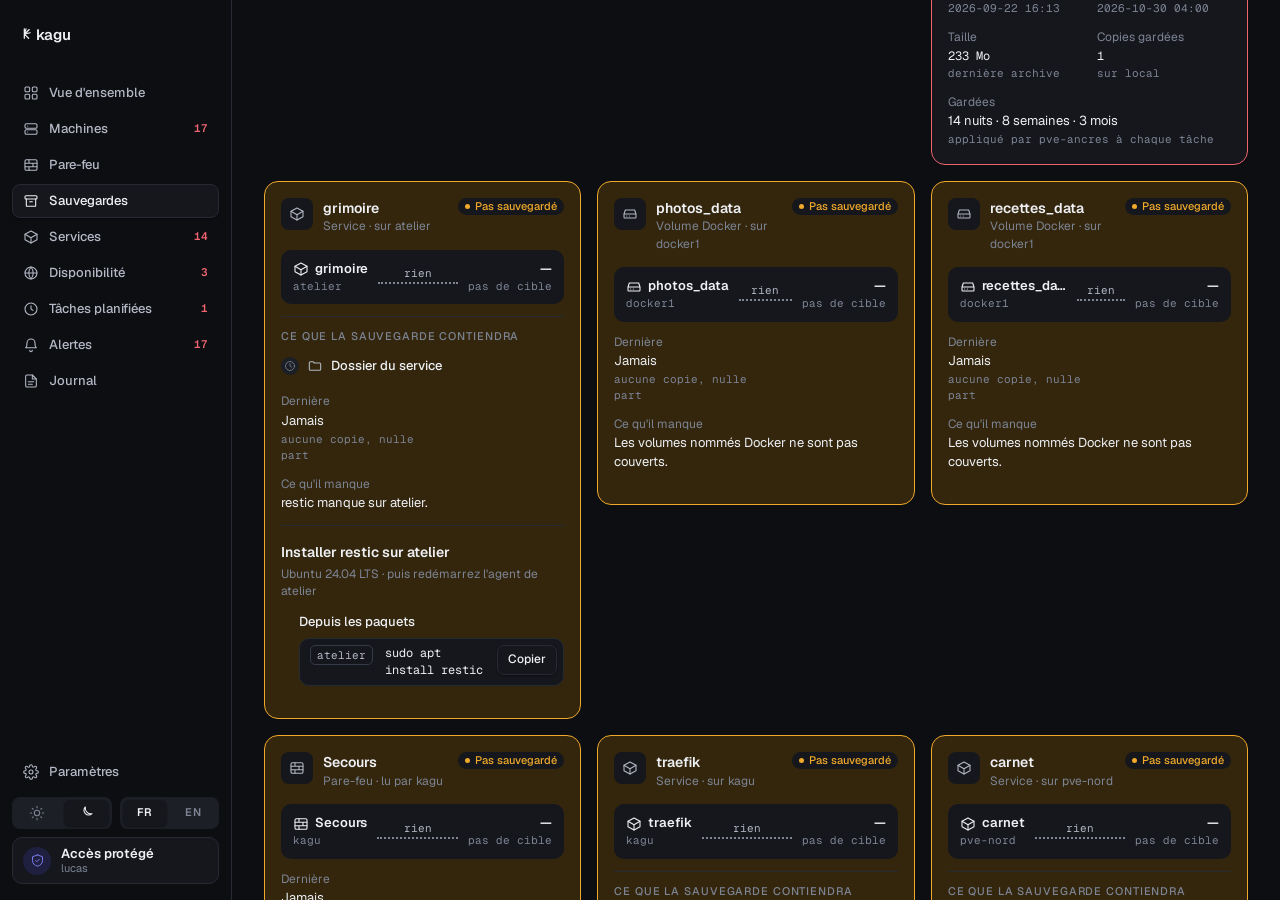 kagu
Vue d'ensemble
Machines 17
Pare-feu
Sauvegardes
Services 14
Disponibilité 3
Tâches planifiées 1
Alertes 17
Journal
Paramètres
FR EN
Accès protégé
lucas
2026-09-22 16:13 2026-10-30 04:00
Taille Copies gardées
233 Mo 1
dernière archive sur local
Gardées
14 nuits · 8 semaines · 3 mois
appliqué par pve-ancres à chaque tâche
grimoire Pas sauvegardé
Service · sur atelier
grimoire rien —
atelier pas de cible
CE QUE LA SAUVEGARDE CONTIENDRA
Dossier du service
Dernière
Jamais
aucune copie, nulle
part
Ce qu'il manque
restic manque sur atelier.
Installer restic sur atelier
Ubuntu 24.04 LTS · puis redémarrez l'agent de
atelier
Depuis les paquets
atelier sudo apt
install restic
Copier
photos_data Pas sauvegardé
Volume Docker · sur
docker1
photos_data rien —
docker1 pas de cible
Dernière
Jamais
aucune copie, nulle
part
Ce qu'il manque
Les volumes nommés Docker ne sont pas
couverts.
recettes_data Pas sauvegardé
Volume Docker · sur
docker1
recettes_da... rien —
docker1 pas de cible
Dernière
Jamais
aucune copie, nulle
part
Ce qu'il manque
Les volumes nommés Docker ne sont pas
couverts.
Secours Pas sauvegardé
Pare-feu · lu par kagu
Secours rien —
kagu pas de cible
Dernière
Jamais
traefik Pas sauvegardé
Service · sur kagu
traefik rien —
kagu pas de cible
CE QUE LA SAUVEGARDE CONTIENDRA
carnet Pas sauvegardé
Service · sur pve-nord
carnet rien —
pve-nord pas de cible
CE QUE LA SAUVEGARDE CONTIENDRA